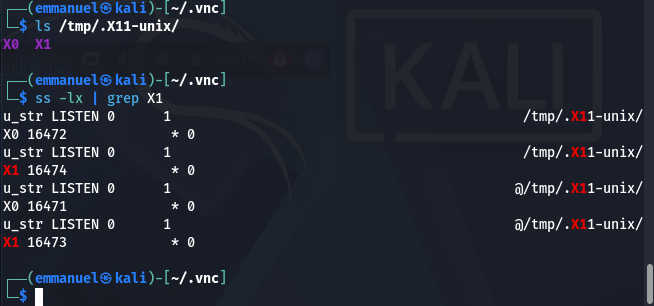 ┌──(emmanuel㉿kali)-[~/.vnc]
└─$ ls /tmp/.X11-unix/
X0  X1
KALI
┌──(emmanuel㉿kali)-[~/.vnc]
└─$ ss -lx | grep X1
u_str LISTEN 0      1                                            /tmp/.X11-unix/
X0 16472             * 0
u_str LISTEN 0      1                                            /tmp/.X11-unix/
X1 16474             * 0
u_str LISTEN 0      1                                           @/tmp/.X11-unix/
X0 16471             * 0
u_str LISTEN 0      1                                           @/tmp/.X11-unix/
X1 16473             * 0
┌──(emmanuel㉿kali)-[~/.vnc]
└─$